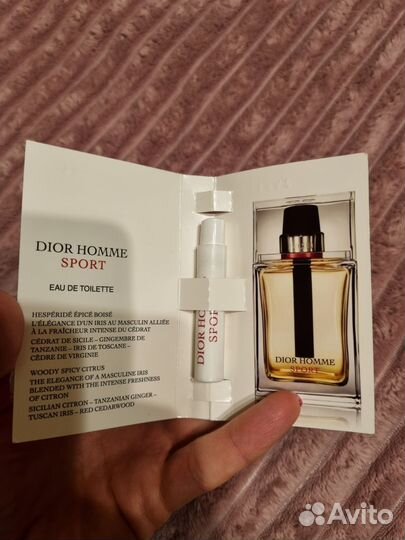 DIOR HOMME
SPORT
EAU DE TOILETTE
HESPÉRIDÉ ÉPICÉ BOISÉ
L'ÉLÉGANCE D'UN IRIS AU MASCULIN ALLIÉE
À LA FRAÎCHEUR INTENSE DU CÉDRAT
CÉDRAT DE SICILE – GINGEMBRE DE
TANZANIE – IRIS DE TOSCANE –
CÈDRE DE VIRGINIE
WOODY SPICY CITRUS
THE ELEGANCE OF A MASCULINE IRIS
BLENDED WITH THE INTENSE FRESHNESS
OF CITRON
SICILIAN CITRON – TANZANIAN GINGER –
TUSCAN IRIS – RED CEDARWOOD
DIOR HO
SPOR
DIOR HOMME
SPORT
Avito